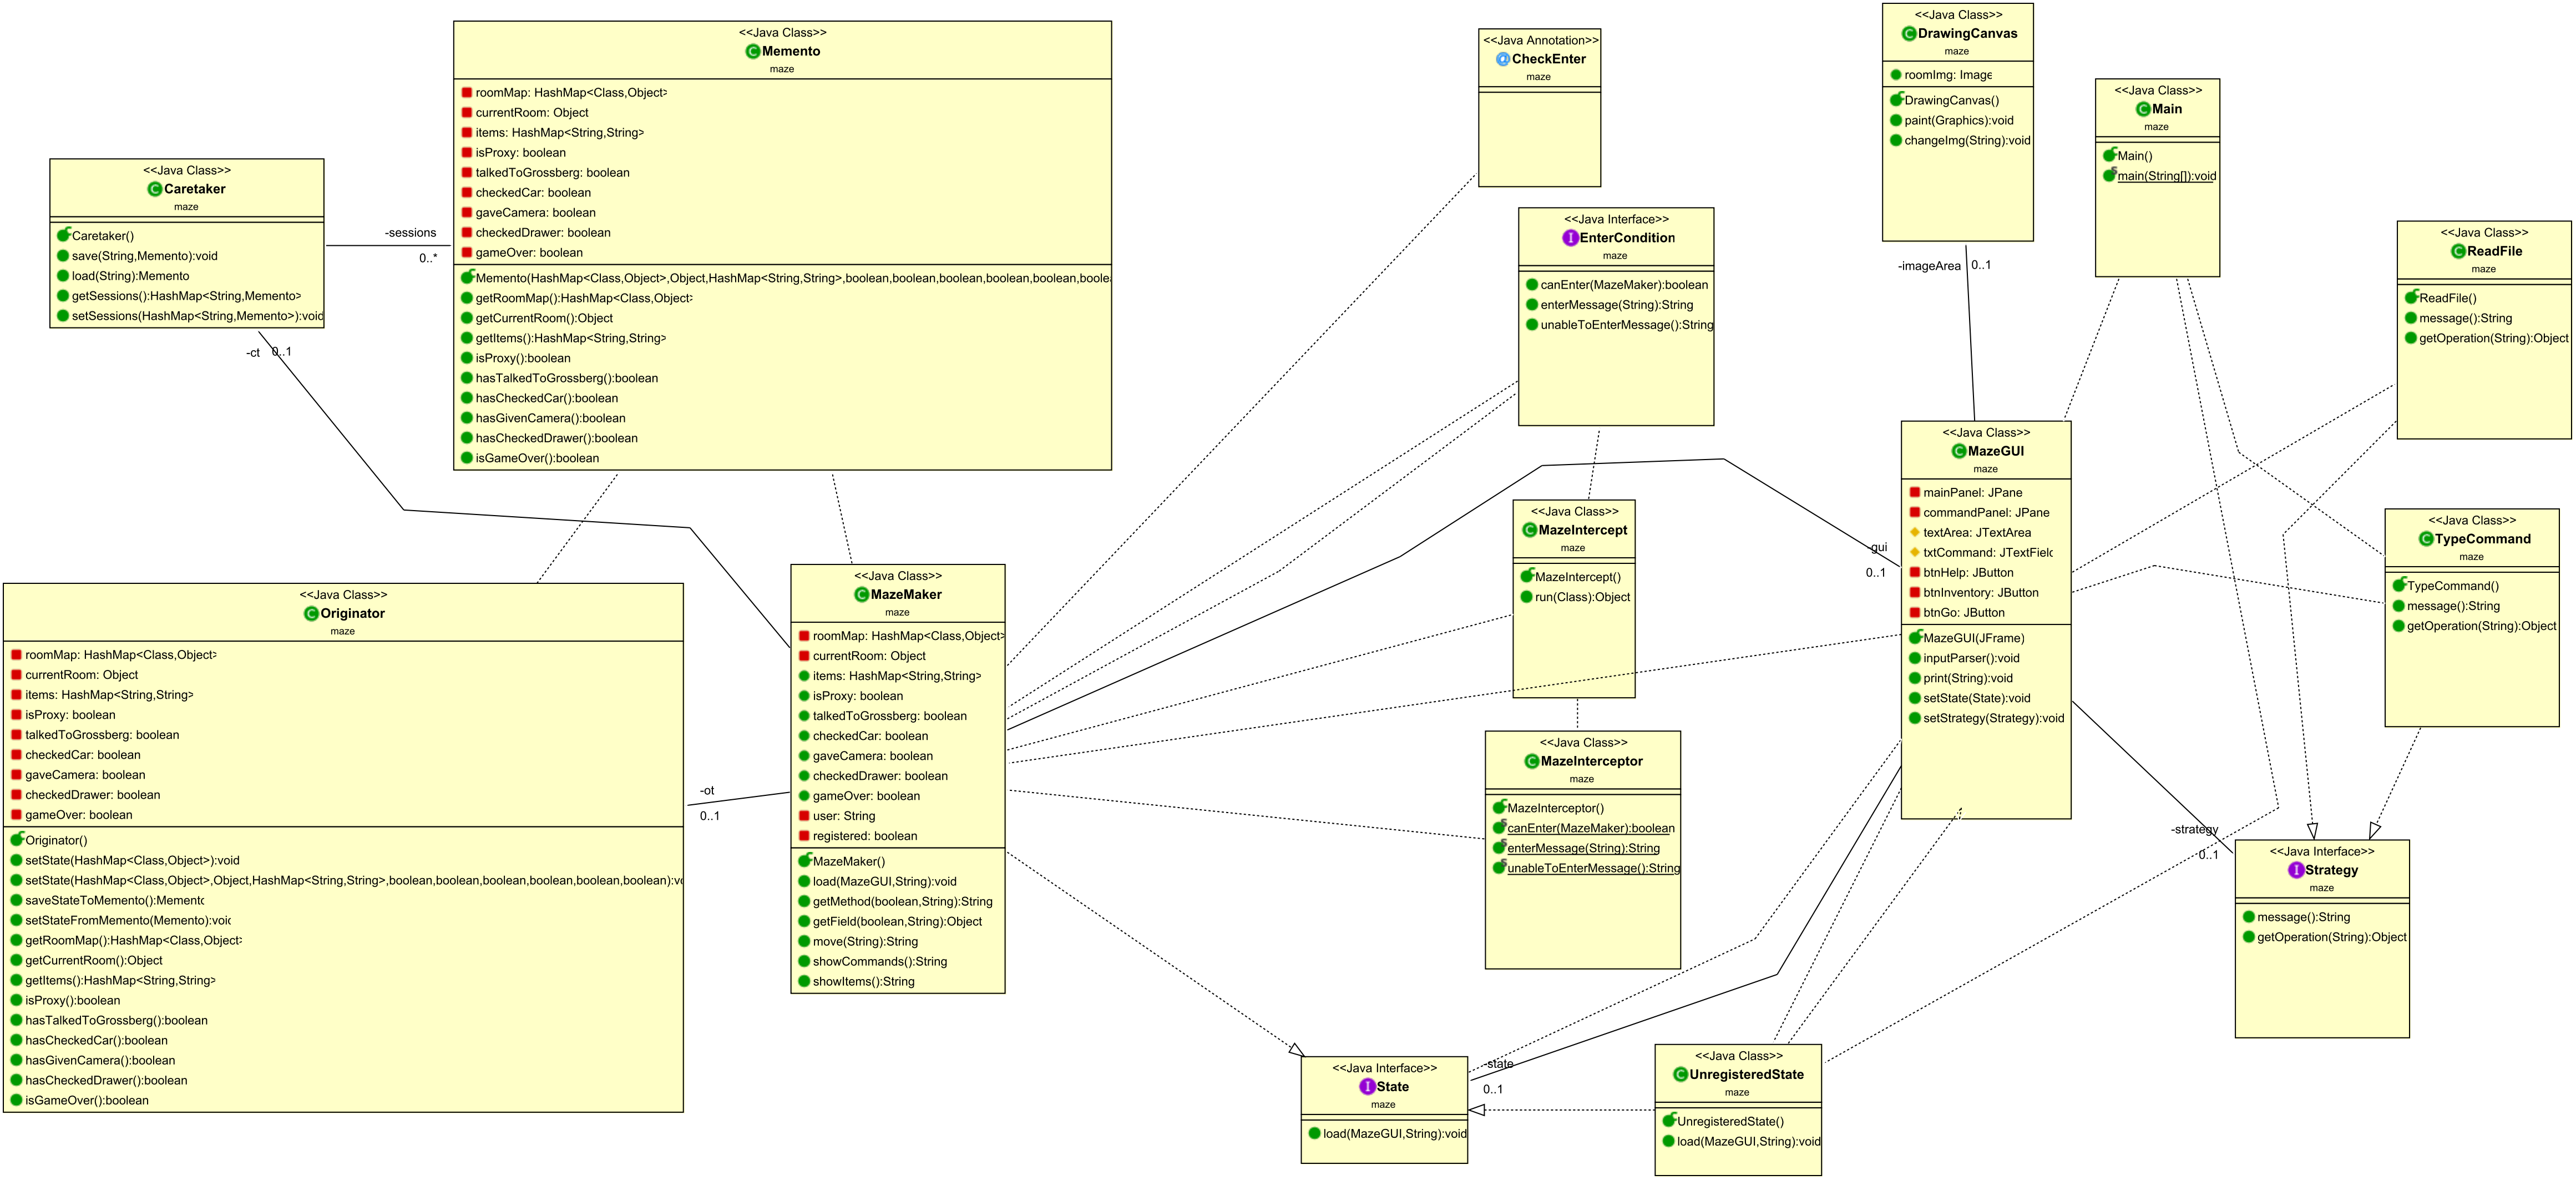 <<Java Class>>
Memento
maze
roomMap: HashMap<Class,Object>
currentRoom: Object
items: HashMap<String,String>
isProxy: boolean
talkedToGrossberg: boolean
checkedCar: boolean
gaveCamera: boolean
checkedDrawer: boolean
gameOver: boolean
Memento(HashMap<Class,Object>,Object,HashMap<String,String>,boolean,boolean,boolean,boolean,boolean,boole
getRoomMap():HashMap<Class,Object>
getCurrentRoom():Object
getItems():HashMap<String,String>
isProxy():boolean
hasTalkedToGrossberg():boolean
hasCheckedCar():boolean
hasGivenCamera():boolean
hasCheckedDrawer():boolean
isGameOver():boolean
<<Java Class>>
Caretaker
maze
Caretaker()
save(String,Memento):void
load(String):Memento
getSessions():HashMap<String,Memento>
setSessions(HashMap<String,Memento>):void
-sessions
0..*
-ct
0..1
<<Java Class>>
Originator
maze
roomMap: HashMap<Class,Object>
currentRoom: Object
items: HashMap<String,String>
isProxy: boolean
talkedToGrossberg: boolean
checkedCar: boolean
gaveCamera: boolean
checkedDrawer: boolean
gameOver: boolean
Originator()
setState(HashMap<Class,Object>):void
setState(HashMap<Class,Object>,Object,HashMap<String,String>,boolean,boolean,boolean,boolean,boolean,boolean):v
saveStateToMemento():Memento
setStateFromMemento(Memento):void
getRoomMap():HashMap<Class,Object>
getCurrentRoom():Object
getItems():HashMap<String,String>
isProxy():boolean
hasTalkedToGrossberg():boolean
hasCheckedCar():boolean
hasGivenCamera():boolean
hasCheckedDrawer():boolean
isGameOver():boolean
-ot
0..1
<<Java Class>>
MazeMaker
maze
roomMap: HashMap<Class,Object>
currentRoom: Object
items: HashMap<String,String>
isProxy: boolean
talkedToGrossberg: boolean
checkedCar: boolean
gaveCamera: boolean
checkedDrawer: boolean
gameOver: boolean
user: String
registered: boolean
MazeMaker()
load(MazeGUI,String):void
getMethod(boolean,String):String
getField(boolean,String):Object
move(String):String
showCommands():String
showItems():String
<<Java Annotation>>
CheckEnter
maze
<<Java Interface>>
EnterCondition
maze
canEnter(MazeMaker):boolean
enterMessage(String):String
unableToEnterMessage():String
<<Java Class>>
MazeIntercept
maze
MazeIntercept()
run(Class):Object
<<Java Class>>
MazeInterceptor
maze
MazeInterceptor()
canEnter(MazeMaker):boolean
enterMessage(String):String
unableToEnterMessage():String
<<Java Interface>>
State
maze
load(MazeGUI,String):void
-state
0..1
<<Java Class>>
UnregisteredState
maze
UnregisteredState()
load(MazeGUI,String):void
<<Java Class>>
DrawingCanvas
maze
roomImg: Image
DrawingCanvas()
paint(Graphics):void
changeImg(String):void
-imageArea
0..1
<<Java Class>>
Main
maze
Main()
main(String[]):void
<<Java Class>>
MazeGUI
maze
mainPanel: JPane
commandPanel: JPane
textArea: JTextArea
txtCommand: JTextField
btnHelp: JButton
btnInventory: JButton
btnGo: JButton
MazeGUI(JFrame)
inputParser():void
print(String):void
setState(State):void
setStrategy(Strategy):void
-gui
0..1
<<Java Class>>
ReadFile
maze
ReadFile()
message():String
getOperation(String):Object
<<Java Class>>
TypeCommand
maze
TypeCommand()
message():String
getOperation(String):Object
-strategy
0..1
<<Java Interface>>
Strategy
maze
message():String
getOperation(String):Object